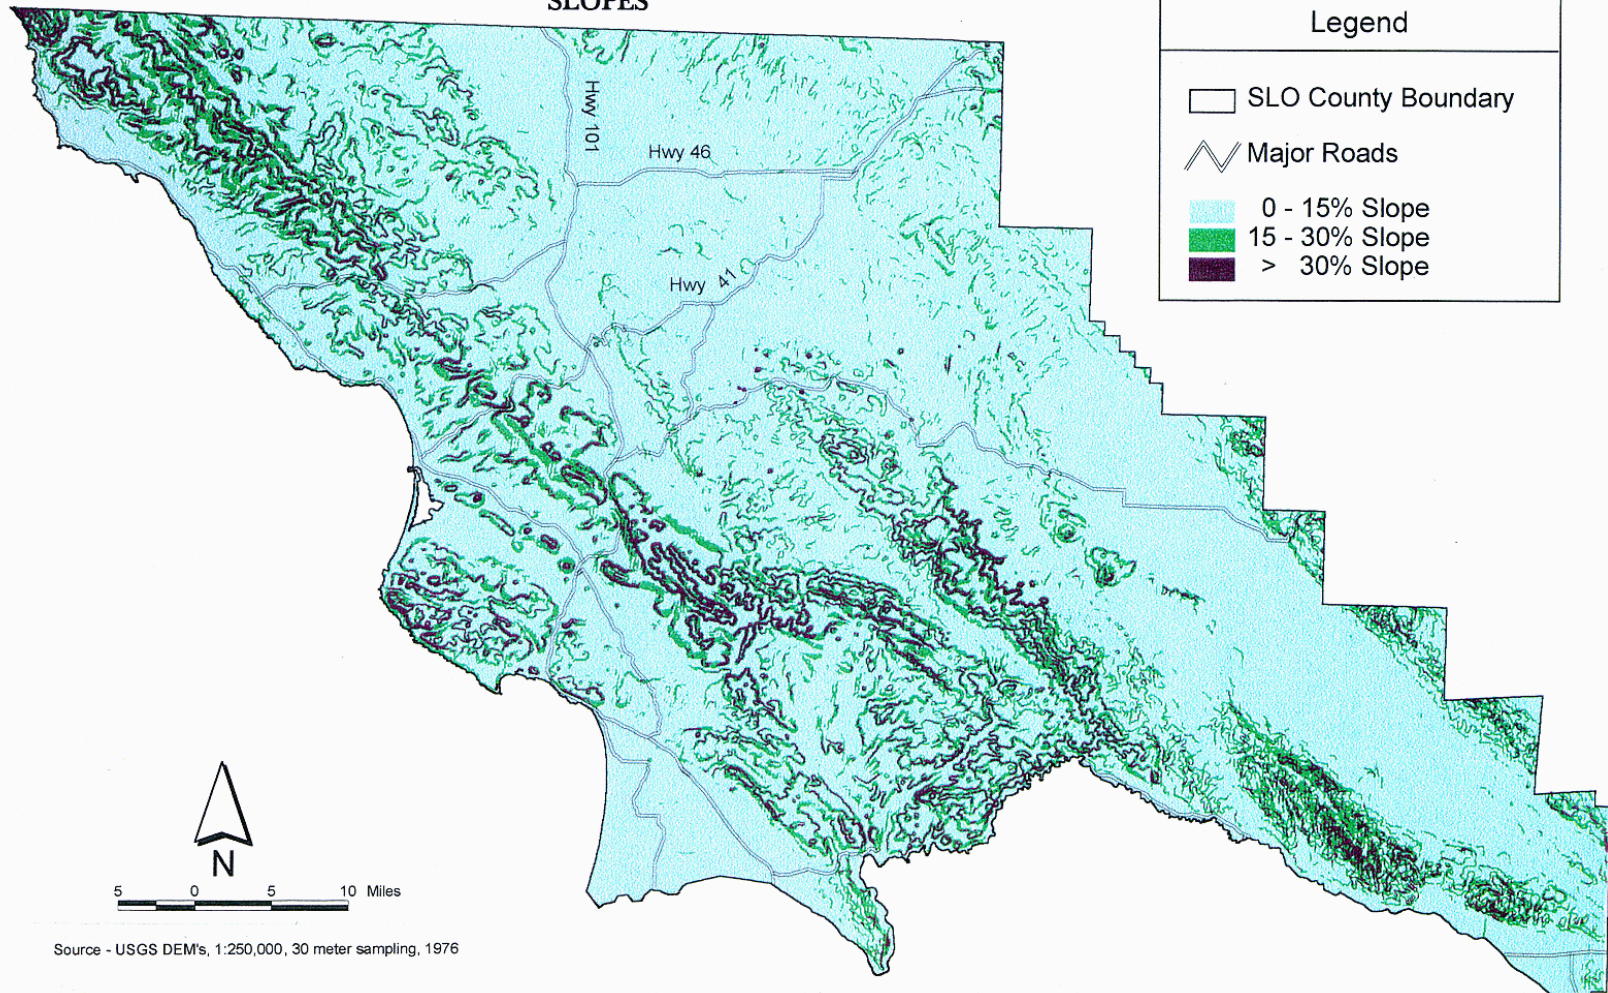 SLOPES
Legend
SLO County Boundary
Major Roads
0 - 15% Slope
15 - 30% Slope
> 30% Slope
Hwy 101
Hwy 46
Hwy 41
N
5 0 5 10 Miles
Source - USGS DEM's, 1:250,000, 30 meter sampling, 1976